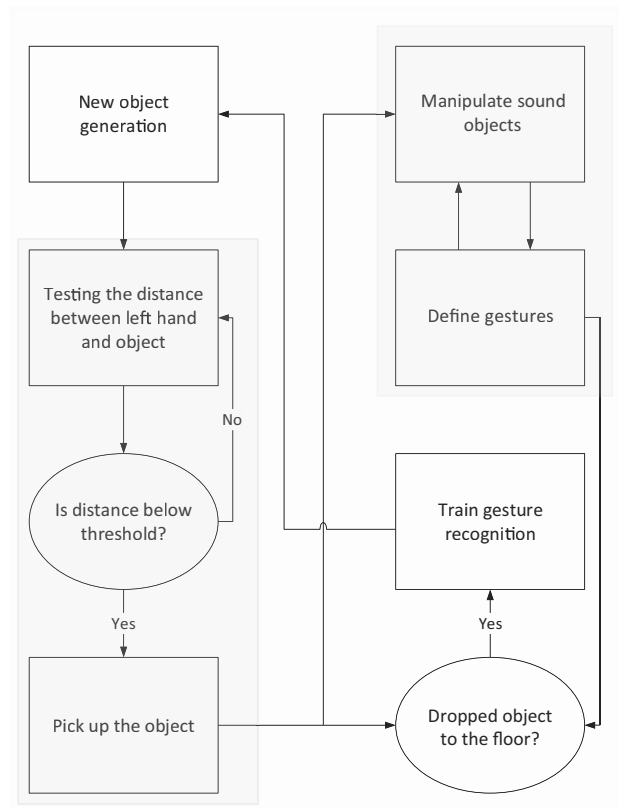 New object
generation
Manipulate sound
objects
Testing the distance
between left hand
and object
Define gestures
No
Is distance below
threshold?
Train gesture
recognition
Yes
Yes
Pick up the object
Dropped object
to the floor?